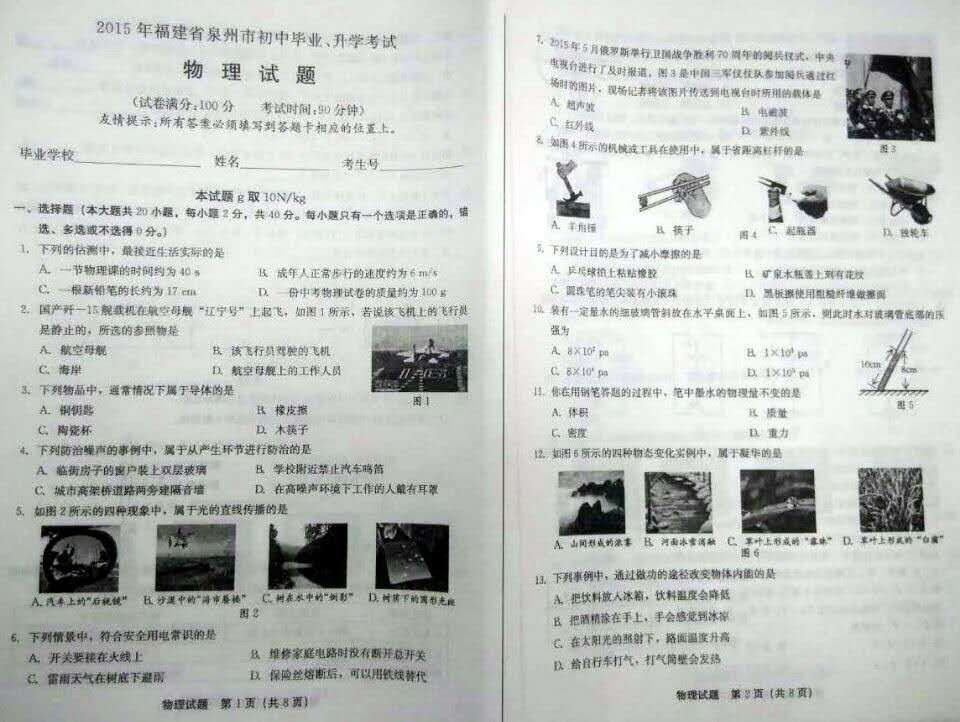 2015年福建省泉州市初中毕业、升学考试
物 理 试 题
(试卷满分:100分 考试时间:90分钟)
友情提示:所有答案必须填写到答题卡相应的位置上。
毕业学校 姓名 考生号
本试题g取10N/kg
一、选择题(本大题共20小题,每小题2分,共40分。每小题只有一个选项是正确的,错
选、多选或不选得0分。)
1. 下列的估测中,最接近生活实际的是
A. 一节物理课的时间约为40 s B. 成年人正常步行的速度约为6 m/s
C. 一根新铅笔的长约为17 cm D. 一份中考物理试卷的质量约为100 g
2. 国产歼—15舰载机在航空母舰“辽宁号”上起飞,如图1所示,若说该飞机上的飞行员
是静止的,所选的参照物是
A. 航空母舰 B. 该飞行员驾驶的飞机
C. 海岸 D. 航空母舰上的工作人员
图1
3. 下列物品中,通常情况下属于导体的是
A. 铜钥匙 B. 橡皮擦
C. 陶瓷杯 D. 木筷子
4. 下列防治噪声的事例中,属于从产生环节进行防治的是
A. 临街房子的窗户装上双层玻璃 B. 学校附近禁止汽车鸣笛
C. 城市高架桥道路两旁建隔音墙 D. 在高噪声环境下工作的人戴有耳罩
5. 如图2所示的四种现象中,属于光的直线传播的是
A. 汽车上的“后视镜” B. 沙漠中的“海市蜃楼” C. 树在水中的“倒影” D. 树荫下的圆形光斑
图2
6. 下列情景中,符合安全用电常识的是
A. 开关要接在火线上 B. 维修家庭电路时没有断开总开关
C. 雷雨天气在树底下避雨 D. 保险丝熔断后,可以用铁线替代
物理试题 第1页(共8页)
7. 2015年5月俄罗斯举行卫国战争胜利70周年的阅兵仪式,中央
电视台进行了及时报道,图3是中国三军仪仗队参加阅兵通过红
场时的图片,现场记者将该图片传送到电视台时所用的载体是
A. 超声波 B. 电磁波
C. 红外线 D. 紫外线
图3
8. 如图4所示的机械或工具在使用中,属于省距离杠杆的是
A. 羊角锤 B. 筷子 C. 起瓶器 D. 独轮车
图4
9. 下列设计目的是为了减小摩擦的是
A. 乒乓球拍上粘贴橡胶 B. 矿泉水瓶盖上刻有花纹
C. 圆珠笔的笔尖装有小滚珠 D. 黑板擦使用粗糙纤维做擦面
10. 装有一定量水的细玻璃管斜放在水平桌面上,如图5所示,则此时水对玻璃管底部的压
强为
A. 8×10² pa B. 1×10³ pa
C. 8×10⁴ pa D. 1×10⁵ pa
10cm
8cm
图5
11. 你在用钢笔答题的过程中,笔中墨水的物理量不变的是
A. 体积 B. 质量
C. 密度 D. 重力
12. 如图6所示的四种物态变化实例中,属于凝华的是
A. 山间形成的浓雾 B. 河面冰雪消融 C. 草叶上形成的“露珠” D. 草叶上形成的“白霜”
图6
13. 下列事例中,通过做功的途径改变物体内能的是
A. 把饮料放入冰箱,饮料温度会降低
B. 把酒精涂在手上,手会感觉到冰凉
C. 在太阳光的照射下,路面温度升高
D. 给自行车打气,打气筒壁会发热
物理试题 第2页(共8页)